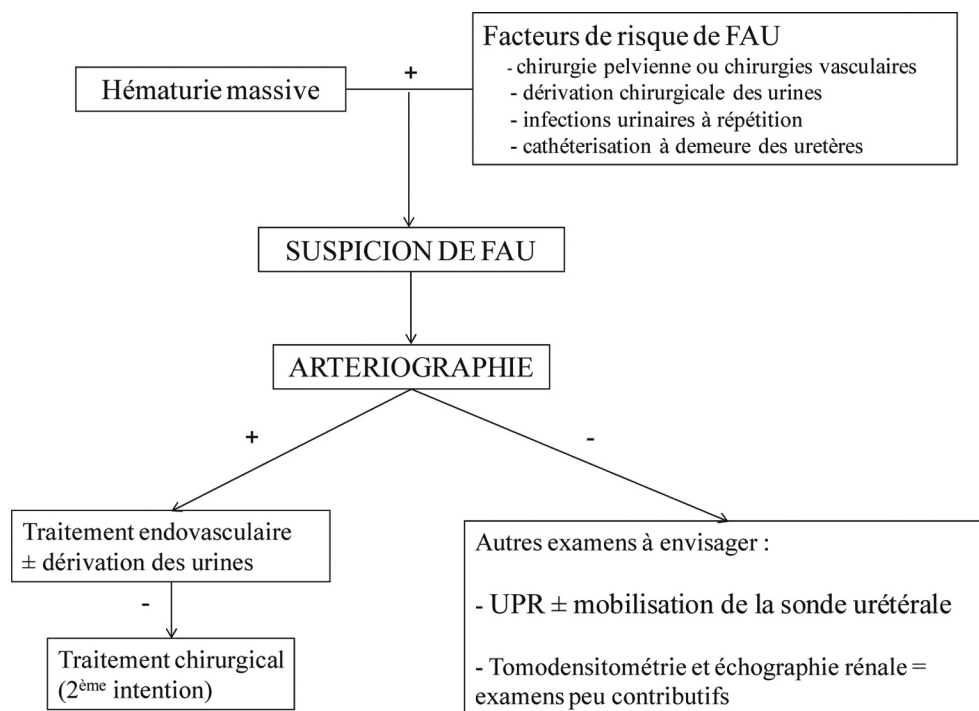 Facteurs de risque de FAU
- chirurgie pelvienne ou chirurgies vasculaires
- dérivation chirurgicale des urines
- infections urinaires à répétition
- cathéterisation à demeure des uretères
Hématurie massive
+
SUSPICION DE FAU
ARTERIOGRAPHIE
+
-
Traitement endovasculaire
± dérivation des urines
-
Traitement chirurgical
(2ème intention)
Autres examens à envisager :
- UPR ± mobilisation de la sonde urétérale
- Tomodensitométrie et échographie rénale =
examens peu contributifs